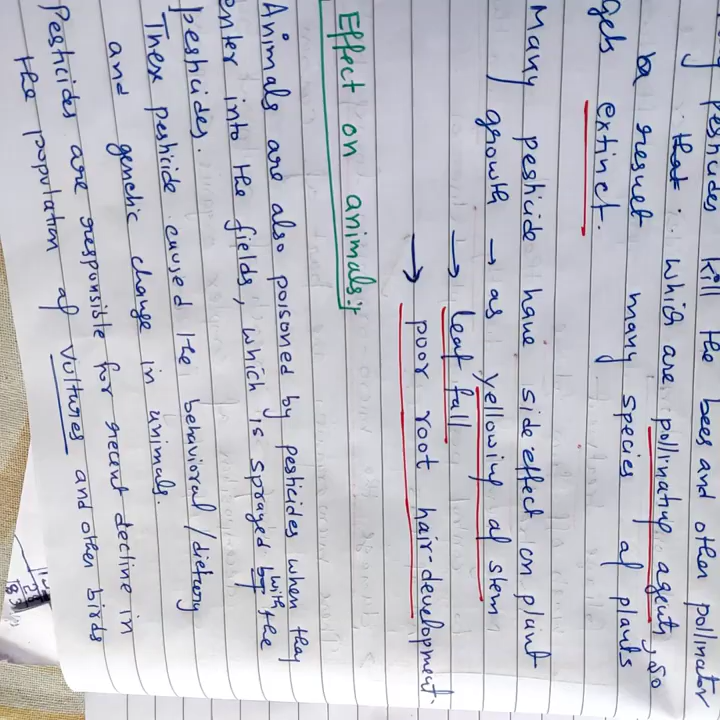 pesticides kill the bees and other pollinator
that which are pollinating agents, so
as a result many species of plants
gets extinct.
Many pesticide have side effect on plant
growth → as yellowing of stem
→ leaf fall
→ poor root hair-development.
Effect on animals:
Animals are also poisoned by pesticides when they
enter into the fields, which is sprayed with the
pesticides.
These pesticide caused the behavioral / dietary
and genetic change in animals.
Pesticides are responsible for recent decline in
the population of vultures and other birds